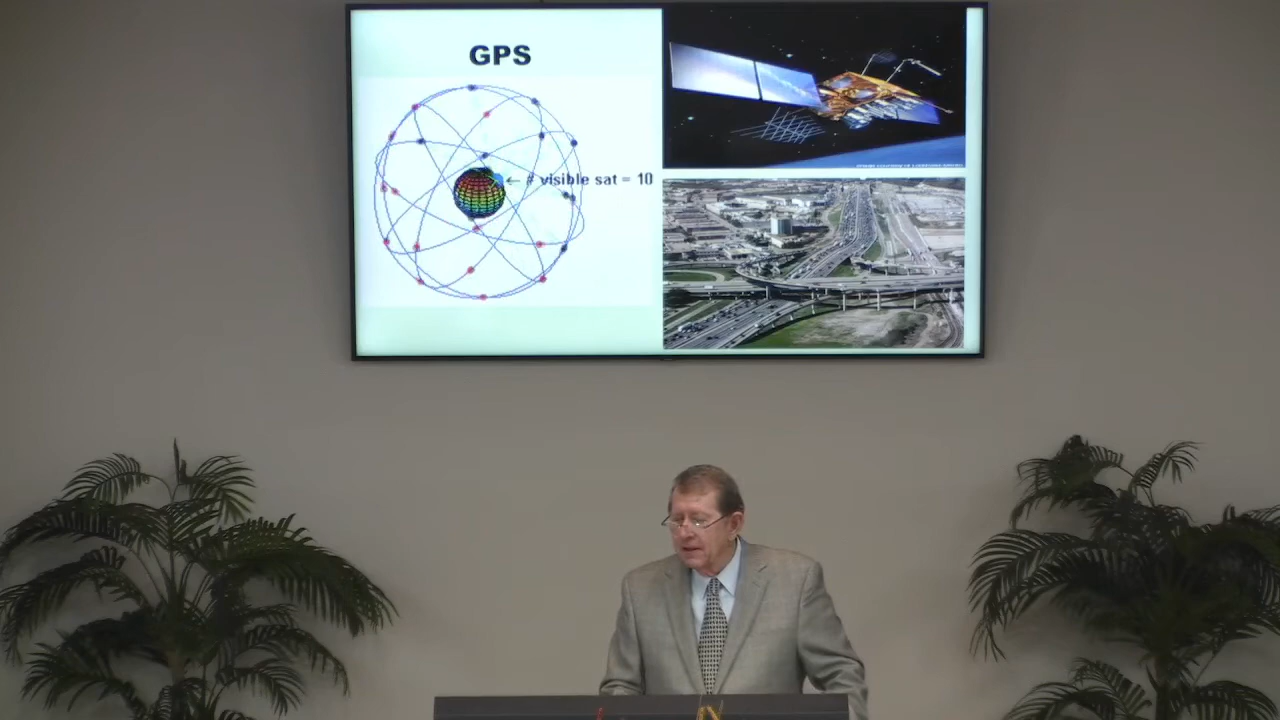 GPS
← # visible sat = 10